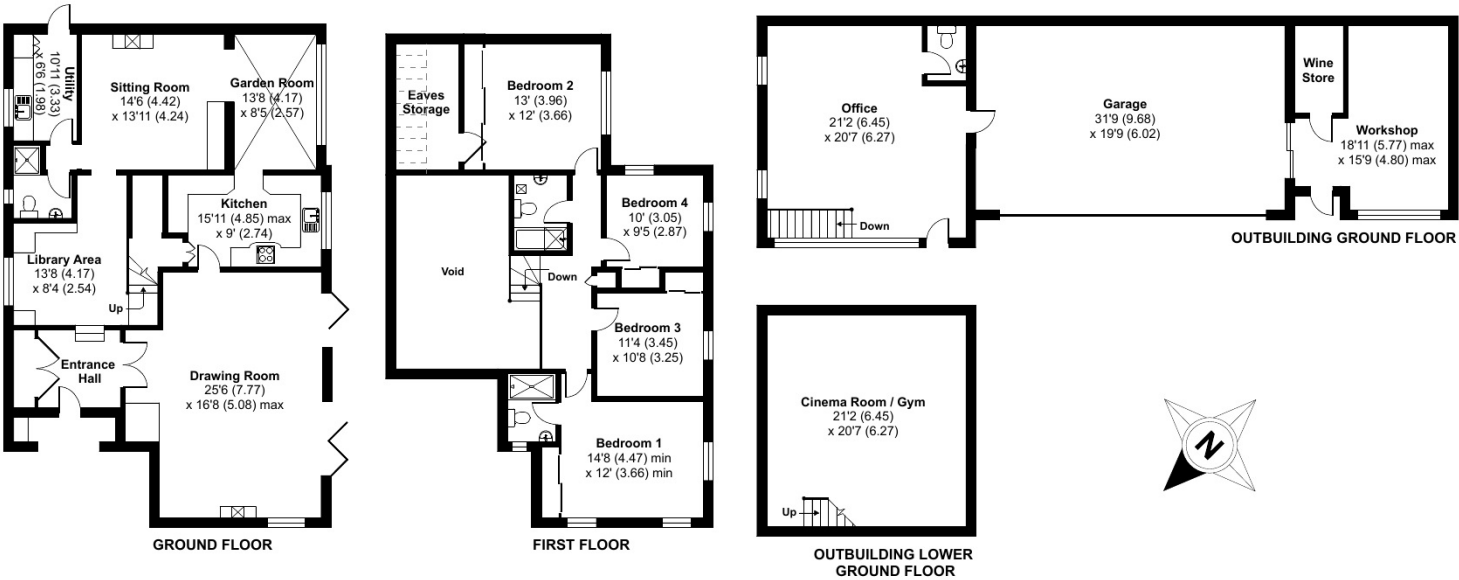 Utility
10'11 (3.33)
x 6'6 (1.98)
Sitting Room
14'6 (4.42)
x 13'11 (4.24)
Garden Room
13'8 (4.17)
x 8'5 (2.57)
Kitchen
15'11 (4.85) max
x 9' (2.74)
Library Area
13'8 (4.17)
x 8'4 (2.54)
Up
Entrance
Hall
Drawing Room
25'6 (7.77)
x 16'8 (5.08) max
GROUND FLOOR
Eaves
Storage
Bedroom 2
13' (3.96)
x 12' (3.66)
Bedroom 4
10' (3.05)
x 9'5 (2.87)
Void
Down
Bedroom 3
11'4 (3.45)
x 10'8 (3.25)
Bedroom 1
14'8 (4.47) min
x 12' (3.66) min
FIRST FLOOR
Office
21'2 (6.45)
x 20'7 (6.27)
Down
Garage
31'9 (9.68)
x 19'9 (6.02)
Wine
Store
Workshop
18'11 (5.77) max
x 15'9 (4.80) max
OUTBUILDING GROUND FLOOR
Cinema Room / Gym
21'2 (6.45)
x 20'7 (6.27)
Up
OUTBUILDING LOWER
GROUND FLOOR
N